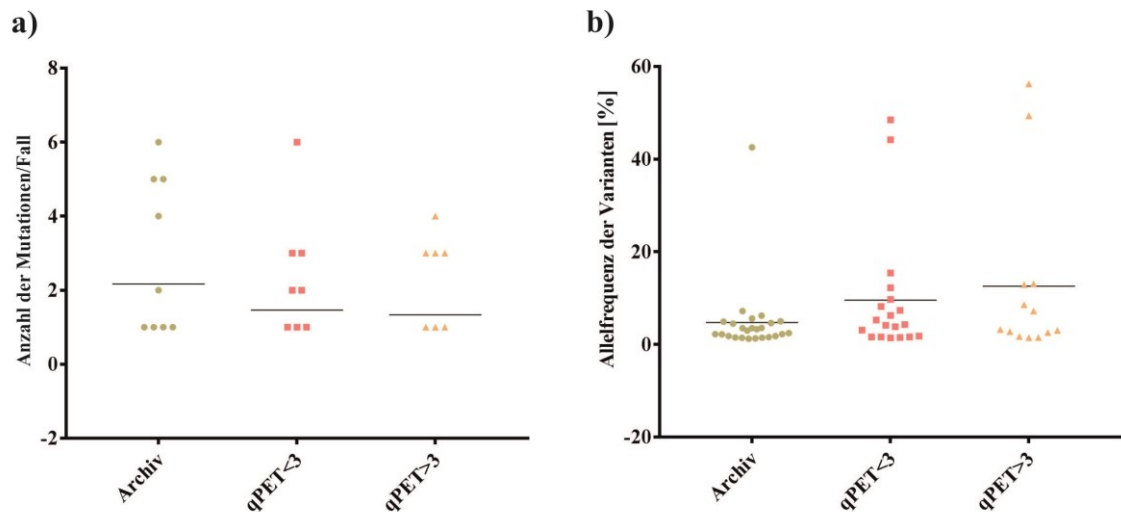 a)
Anzahl der Mutationen/Fall
8
6
4
2
0
-2
Archiv
qPET<3
qPET>3
b)
Allelfrequenz der Varianten [%]
60
40
20
0
-20
Archiv
qPET<3
qPET>3